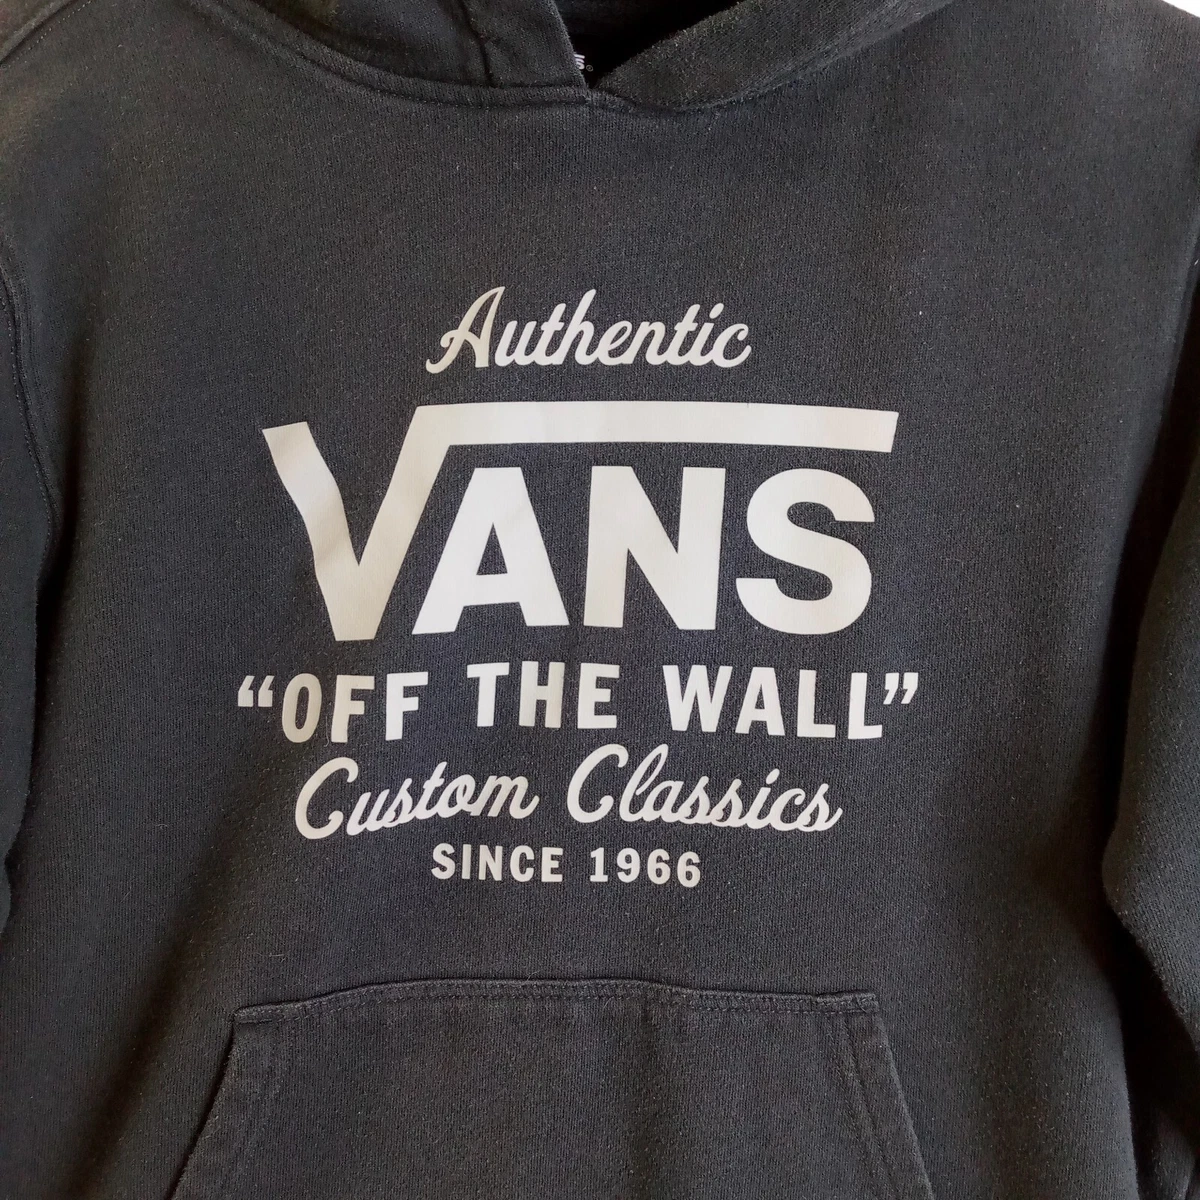 Authentic
VANS
“OFF THE WALL”
Custom Classics
SINCE 1966